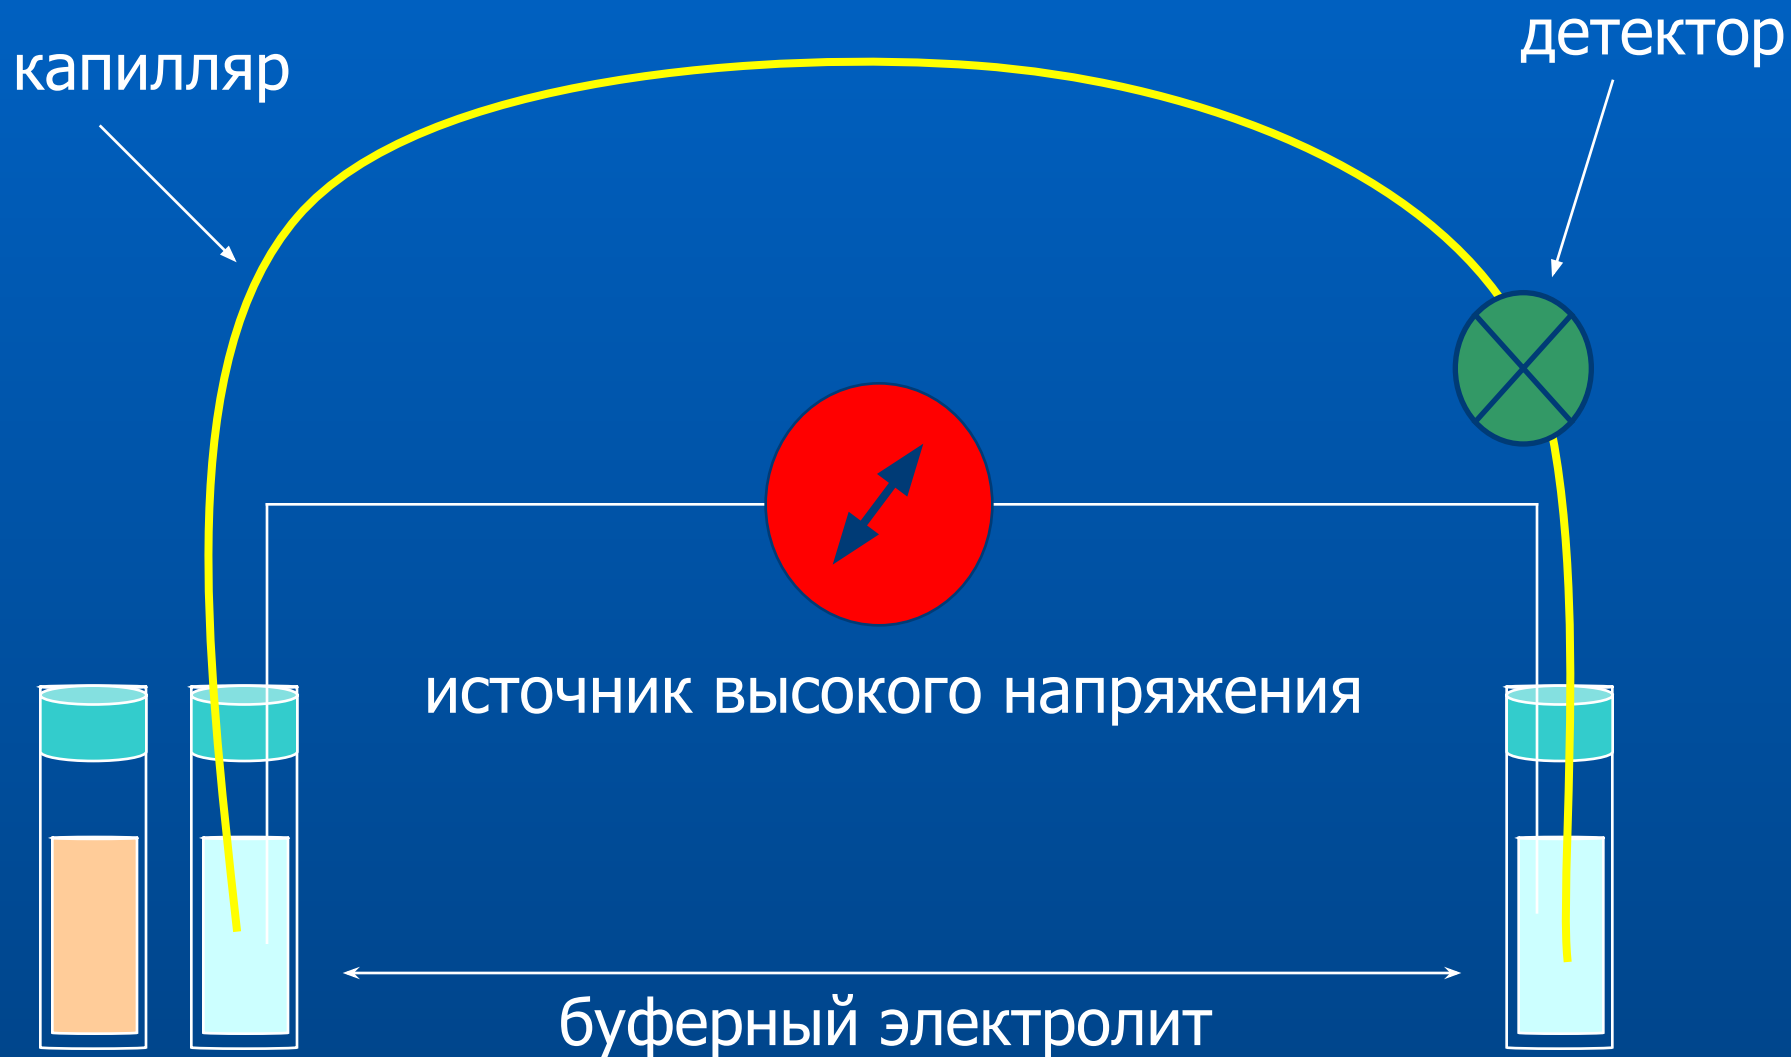 капилляр
детектор
источник высокого напряжения
буферный электролит